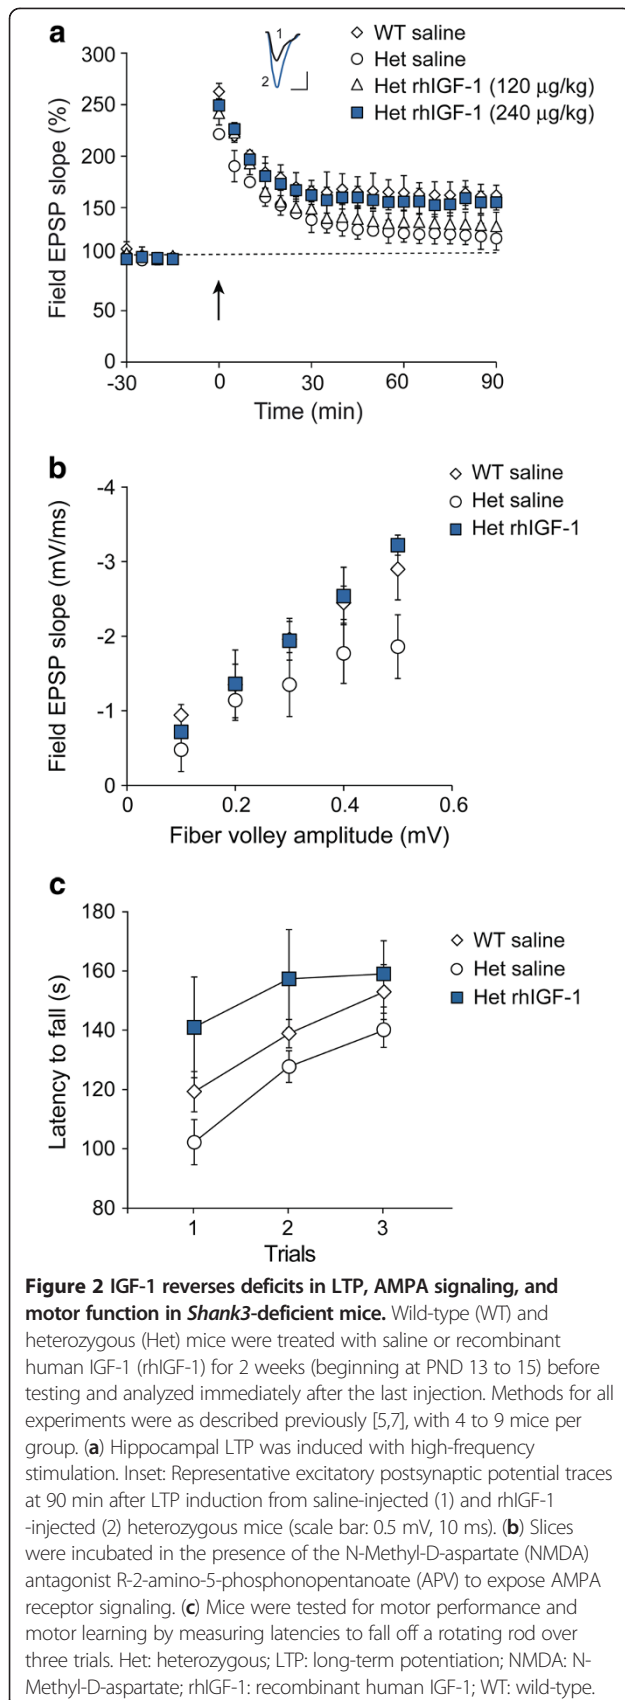 a
WT saline
Het saline
Het rhIGF-1 (120 μg/kg)
Het rhIGF-1 (240 μg/kg)
1
2
Field EPSP slope (%)
300
250
200
150
100
50
0
-30
0
30
60
90
Time (min)
b
WT saline
Het saline
Het rhIGF-1
Field EPSP slope (mV/ms)
-4
-3
-2
-1
0
0
0.2
0.4
0.6
Fiber volley amplitude (mV)
c
WT saline
Het saline
Het rhIGF-1
Latency to fall (s)
180
160
140
120
100
80
1
2
3
Trials
Figure 2 IGF-1 reverses deficits in LTP, AMPA signaling, and
motor function in Shank3-deficient mice. Wild-type (WT) and
heterozygous (Het) mice were treated with saline or recombinant
human IGF-1 (rhIGF-1) for 2 weeks (beginning at PND 13 to 15) before
testing and analyzed immediately after the last injection. Methods for all
experiments were as described previously [5,7], with 4 to 9 mice per
group. (a) Hippocampal LTP was induced with high-frequency
stimulation. Inset: Representative excitatory postsynaptic potential traces
at 90 min after LTP induction from saline-injected (1) and rhIGF-1
-injected (2) heterozygous mice (scale bar: 0.5 mV, 10 ms). (b) Slices
were incubated in the presence of the N-Methyl-D-aspartate (NMDA)
antagonist R-2-amino-5-phosphonopentanoate (APV) to expose AMPA
receptor signaling. (c) Mice were tested for motor performance and
motor learning by measuring latencies to fall off a rotating rod over
three trials. Het: heterozygous; LTP: long-term potentiation; NMDA: N-
Methyl-D-aspartate; rhIGF-1: recombinant human IGF-1; WT: wild-type.